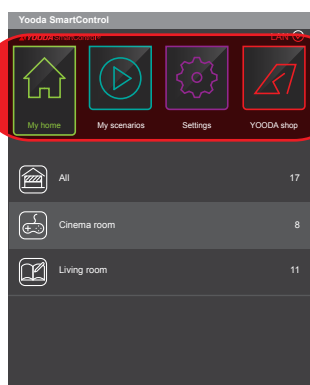 Yooda SmartControl
YOODA SmartControl LAN
My home My scenarios Settings YOODA shop
All 17
Cinema room 8
Living room 11